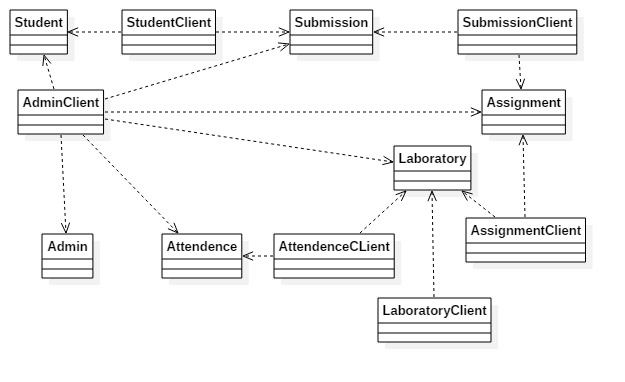 Student
StudentClient
Submission
SubmissionClient
AdminClient
Assignment
Laboratory
Admin
Attendence
AttendenceCLient
AssignmentClient
LaboratoryClient